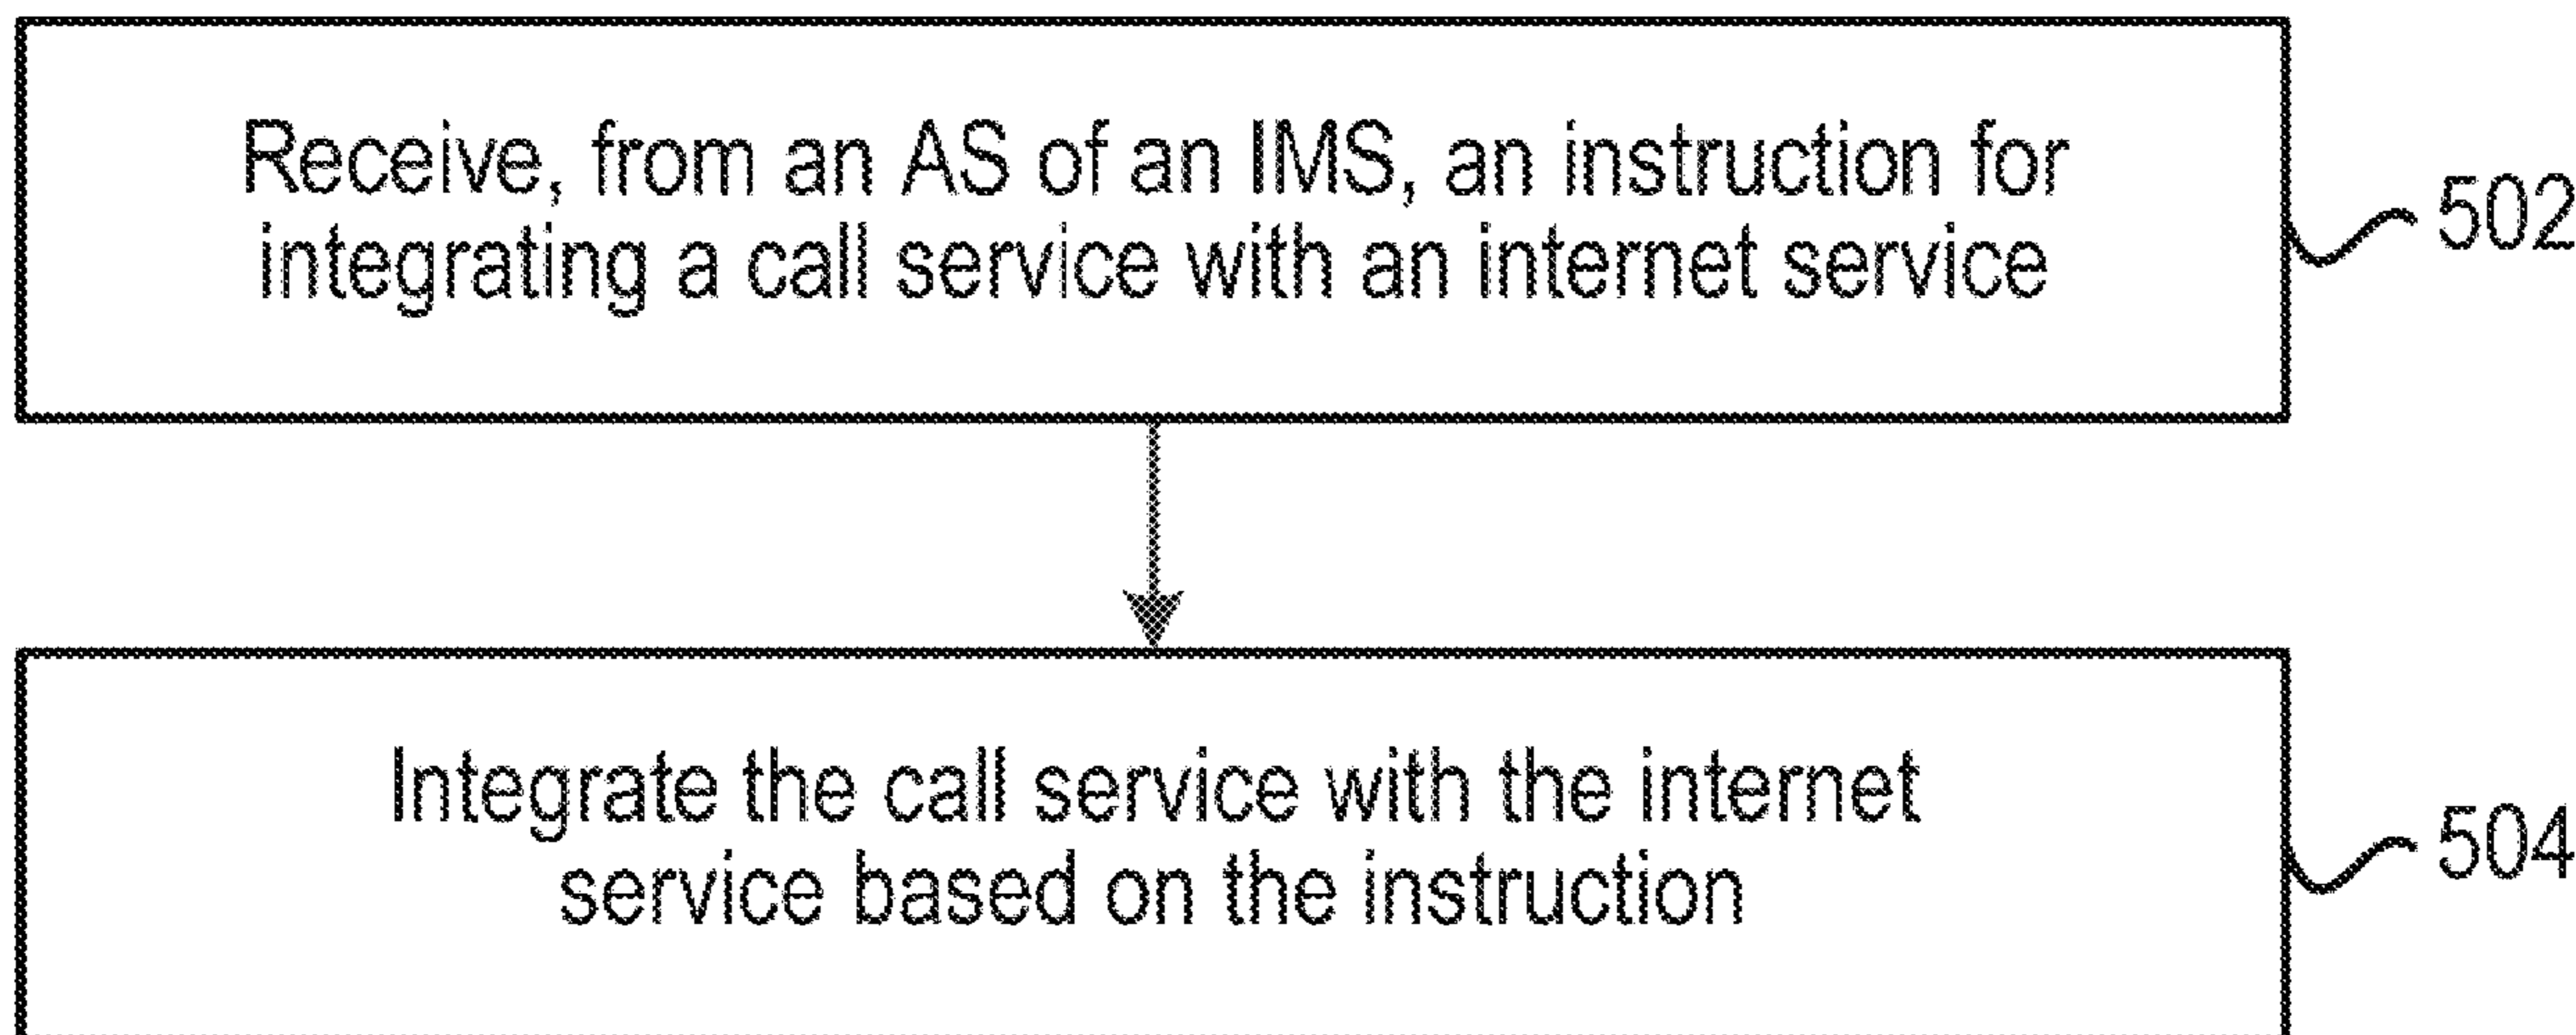 Receive, from an AS of an IMS, an instruction for
integrating a call service with an internet service
502
Integrate the call service with the internet
service based on the instruction
504